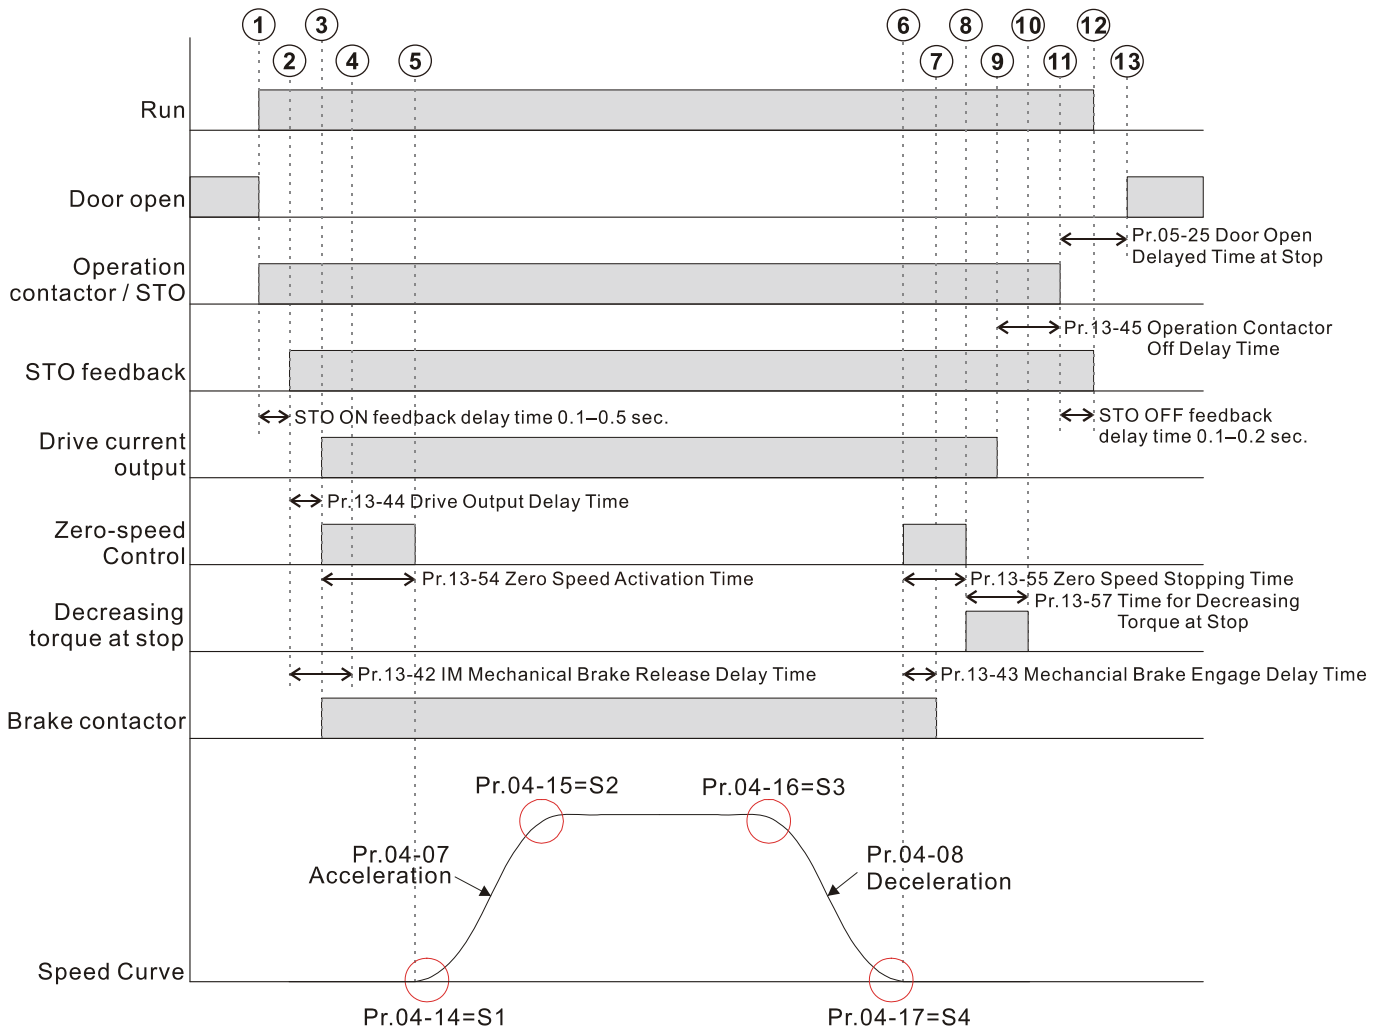 1
3
6
8
10
12
2
4
5
7
9
11
13
Run
Door open
Pr.05-25 Door Open
Delayed Time at Stop
Operation
contactor / STO
Pr.13-45 Operation Contactor
Off Delay Time
STO feedback
STO ON feedback delay time 0.1–0.5 sec.
STO OFF feedback
delay time 0.1–0.2 sec.
Drive current
output
Pr.13-44 Drive Output Delay Time
Zero-speed
Control
Pr.13-54 Zero Speed Activation Time
Pr.13-55 Zero Speed Stopping Time
Pr.13-57 Time for Decreasing
Torque at Stop
Decreasing
torque at stop
Pr.13-42 IM Mechanical Brake Release Delay Time
Pr.13-43 Mechancial Brake Engage Delay Time
Brake contactor
Pr.04-15=S2
Pr.04-16=S3
Pr.04-07
Acceleration
Pr.04-08
Deceleration
Speed Curve
Pr.04-14=S1
Pr.04-17=S4